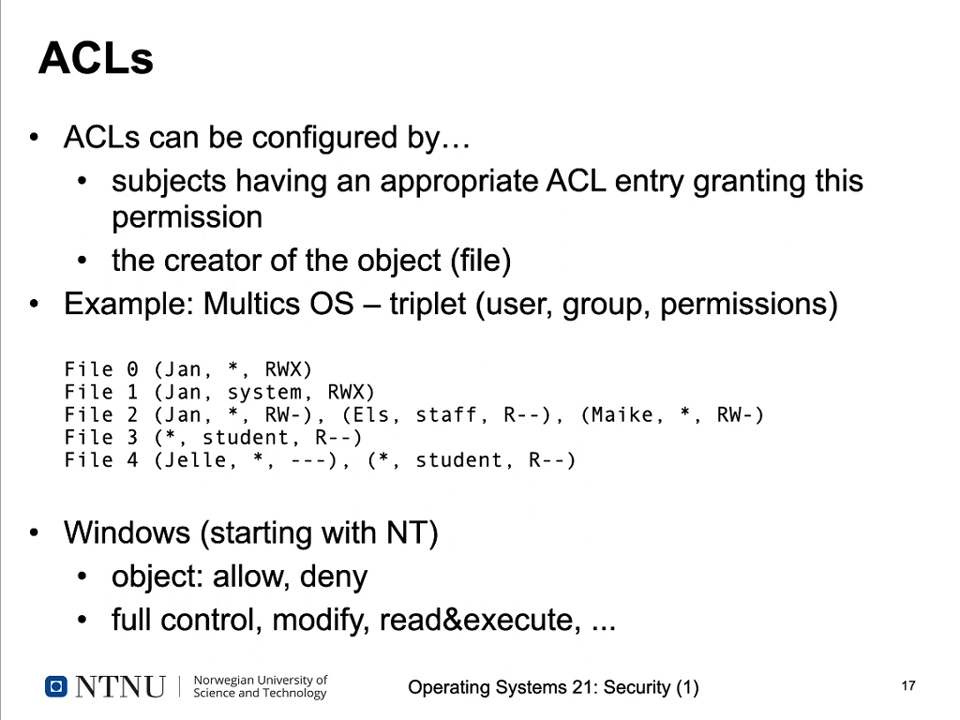 ACLs
• ACLs can be configured by…
• subjects having an appropriate ACL entry granting this
permission
• the creator of the object (file)
• Example: Multics OS – triplet (user, group, permissions)
File 0 (Jan, *, RWX)
File 1 (Jan, system, RWX)
File 2 (Jan, *, RW-), (Els, staff, R--), (Maike, *, RW-)
File 3 (*, student, R--)
File 4 (Jelle, *, ---), (*, student, R--)
• Windows (starting with NT)
• object: allow, deny
• full control, modify, read&execute, ...
NTNU
Norwegian University of
Science and Technology
Operating Systems 21: Security (1)
17